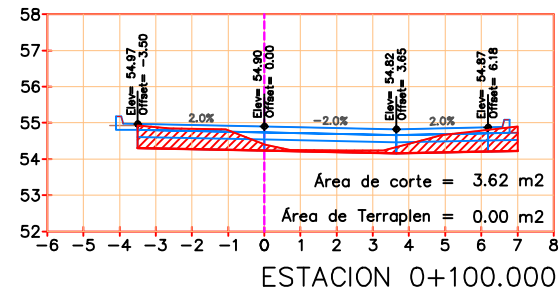 58
57
56
55
54
53
52
Elev= 54.97
Offset= -3.50
Elev= 54.90
Offset= 0.00
Elev= 54.82
Offset= 3.65
Elev= 54.87
Offset= 6.18
2.0%
-2.0%
2.0%
Área de corte = 3.62 m2
Área de Terraplen = 0.00 m2
-6 -5 -4 -3 -2 -1 0 1 2 3 4 5 6 7 8
ESTACION 0+100.000